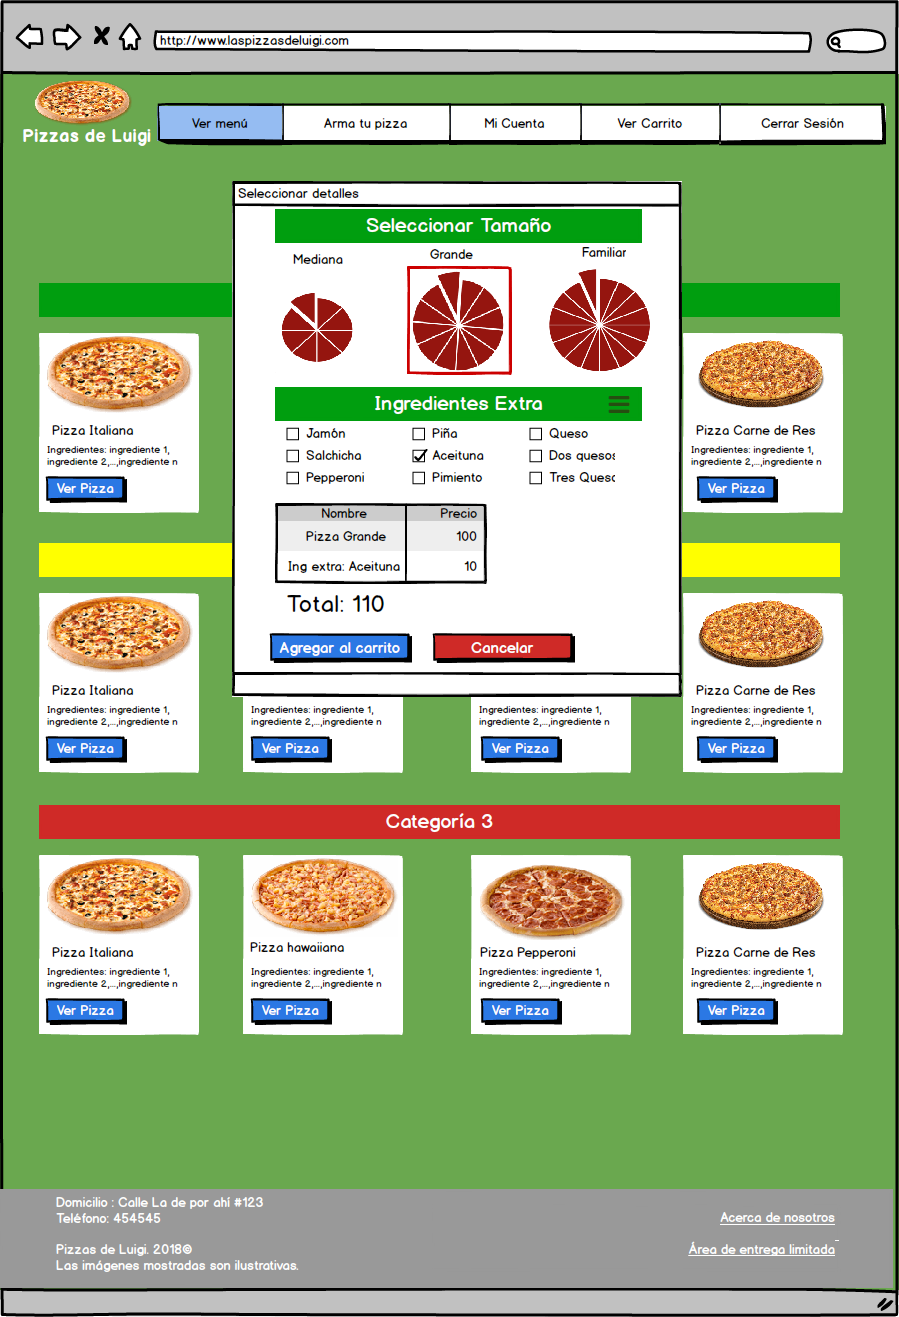 http://www.laspizzasdeluigi.com
Pizzas de Luigi
Ver menú
Arma tu pizza
Mi Cuenta
Ver Carrito
Cerrar Sesión
Seleccionar detalles
Seleccionar Tamaño
Mediana
Grande
Familiar
Ingredientes Extra
Jamón
Piña
Queso
Salchicha
Aceituna
Dos quesos
Pepperoni
Pimiento
Tres Queso
Nombre Precio
Pizza Grande 100
Ing extra: Aceituna 10
Total: 110
Agregar al carrito
Cancelar
Pizza Italiana
Ingredientes: ingrediente 1,
ingrediente 2,...,ingrediente n
Ver Pizza
Pizza Carne de Res
Ingredientes: ingrediente 1,
ingrediente 2,...,ingrediente n
Ver Pizza
Pizza Italiana
Ingredientes: ingrediente 1,
ingrediente 2,...,ingrediente n
Ver Pizza
Ingredientes: ingrediente 1,
ingrediente 2,...,ingrediente n
Ver Pizza
Ingredientes: ingrediente 1,
ingrediente 2,...,ingrediente n
Ver Pizza
Pizza Carne de Res
Ingredientes: ingrediente 1,
ingrediente 2,...,ingrediente n
Ver Pizza
Categoría 3
Pizza Italiana
Ingredientes: ingrediente 1,
ingrediente 2,...,ingrediente n
Ver Pizza
Pizza hawaiiana
Ingredientes: ingrediente 1,
ingrediente 2,...,ingrediente n
Ver Pizza
Pizza Pepperoni
Ingredientes: ingrediente 1,
ingrediente 2,...,ingrediente n
Ver Pizza
Pizza Carne de Res
Ingredientes: ingrediente 1,
ingrediente 2,...,ingrediente n
Ver Pizza
Domicilio : Calle La de por ahí #123
Teléfono: 454545
Pizzas de Luigi. 2018©
Las imágenes mostradas son ilustrativas.
Acerca de nosotros
Área de entrega limitada